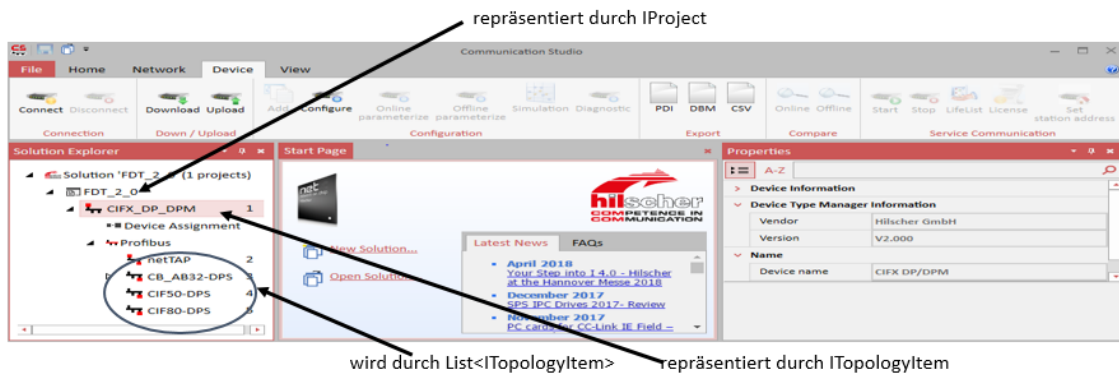 repräsentiert durch IProject
CS
Communication Studio
File Home Network Device View
Connect Disconnect Download Upload Add Configure Online parameterize Offline parameterize Simulation Diagnostic PDI DBM CSV Online Offline Start Stop LifeList License Set station address
Connection Down / Upload Configuration Export Compare Service Communication
Solution Explorer
Start Page
Properties
Solution 'FDT_2_0' (1 projects)
FDT_2_0
CIFX_DP_DPM 1
Device Assignment
Profibus
netTAP 2
CB_AB32-DPS 3
CIF50-DPS 4
CIF80-DPS 5
net
hilscher
COMPETENCE IN
COMMUNICATION
New Solution...
Open Solution...
Latest News FAQs
April 2018
Your Step into I 4.0 - Hilscher
at the Hannover Messe 2018
December 2017
SPS IPC Drives 2017- Review
November 2017
PC cards for CC-Link IE Field –
A-Z
Device Information
Device Type Manager Information
Vendor Hilscher GmbH
Version V2.000
Name
Device name CIFX DP/DPM
wird durch List<ITopologyItem>
repräsentiert durch ITopologyItem